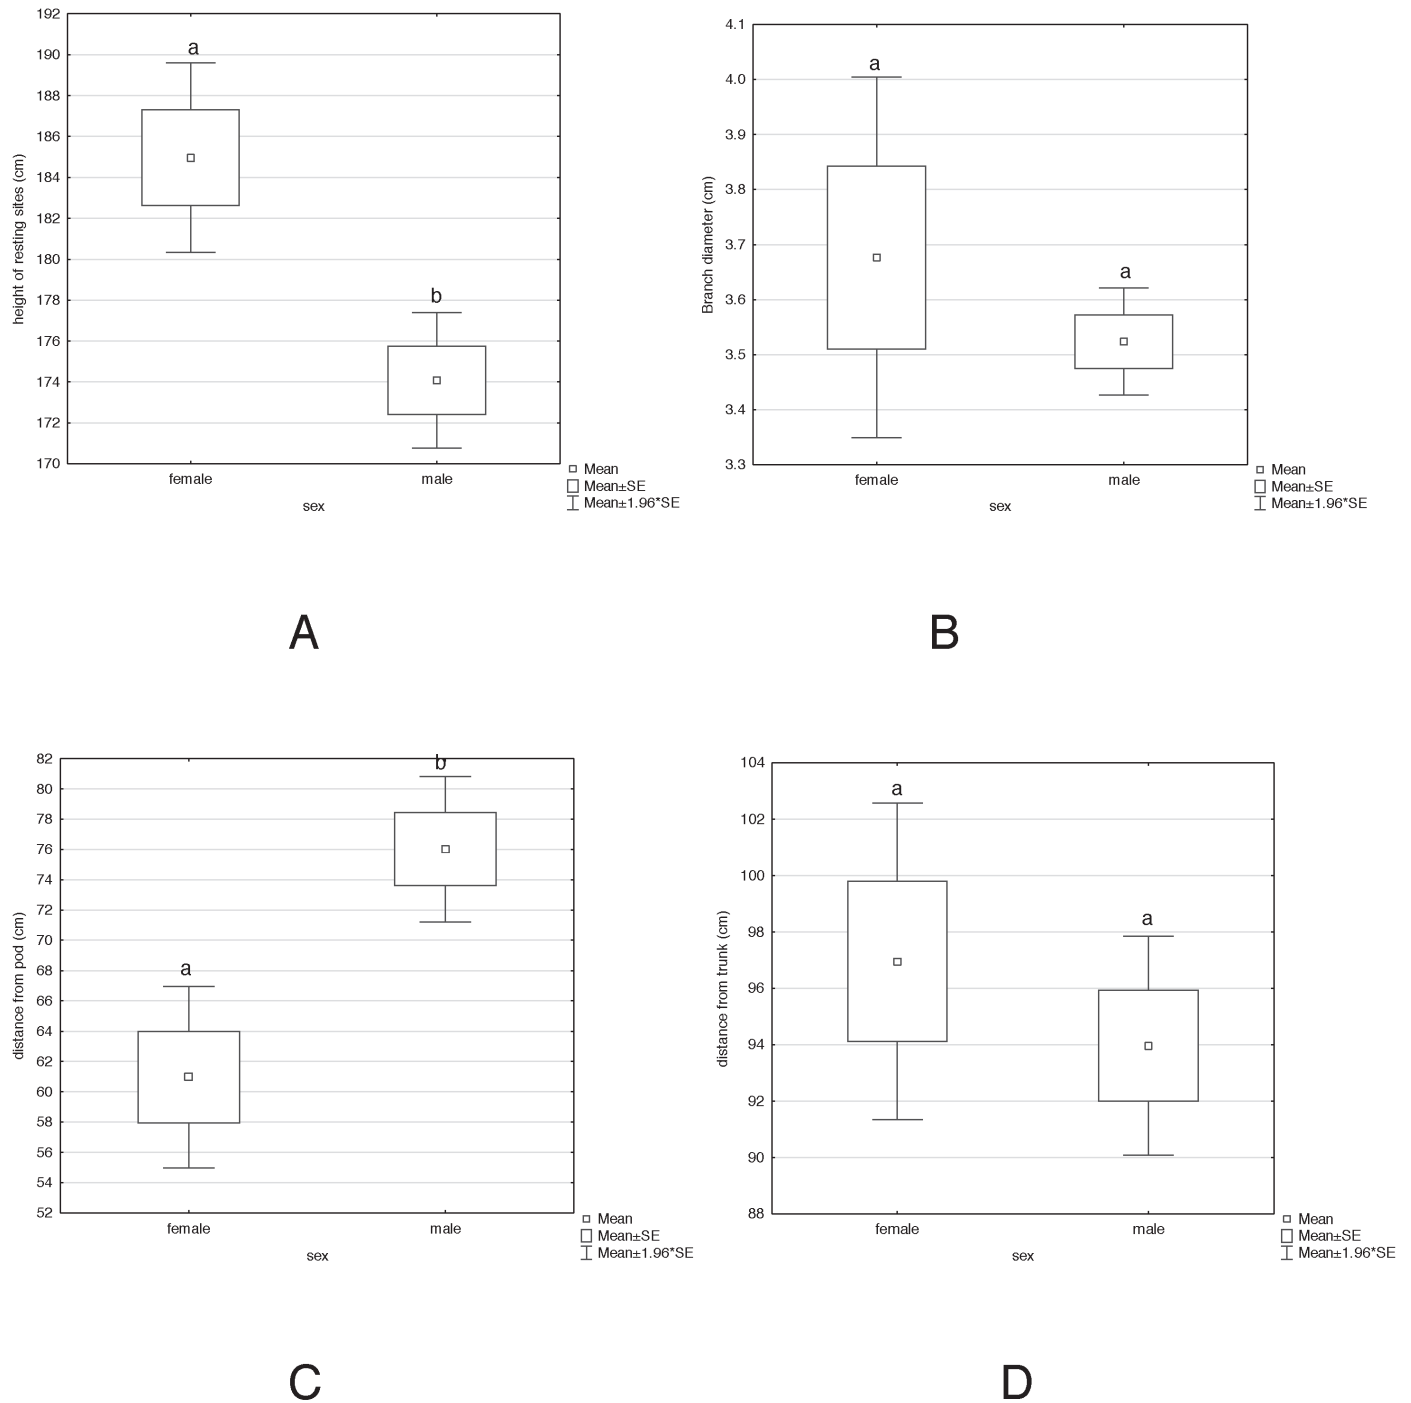 192
190
188
186
184
182
180
178
176
174
172
170
height of resting sites (cm)
a
b
female
male
sex
Mean
Mean±SE
Mean±1.96*SE
A
4.1
4.0
3.9
3.8
3.7
3.6
3.5
3.4
3.3
Branch diameter (cm)
a
a
female
male
sex
Mean
Mean±SE
Mean±1.96*SE
B
82
80
78
76
74
72
70
68
66
64
62
60
58
56
54
52
distance from pod (cm)
a
b
female
male
sex
Mean
Mean±SE
Mean±1.96*SE
C
104
102
100
98
96
94
92
90
88
distance from trunk (cm)
a
a
female
male
sex
Mean
Mean±SE
Mean±1.96*SE
D